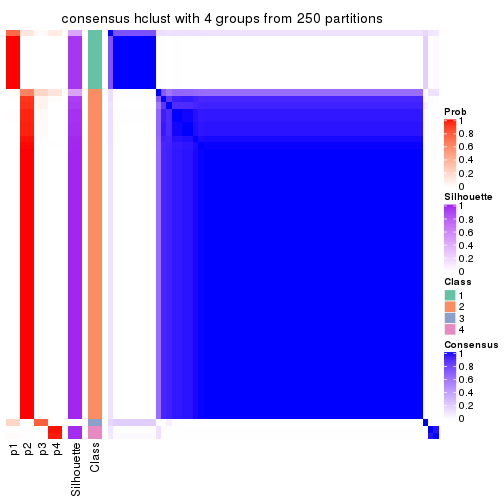 consensus hclust with 4 groups from 250 partitions
Prob
1
0.8
0.6
0.4
0.2
0
Silhouette
1
0.8
0.6
0.4
0.2
0
Class
1
2
3
4
Consensus
1
0.8
0.6
0.4
0.2
0
p1
p2
p3
p4
Silhouette
Class